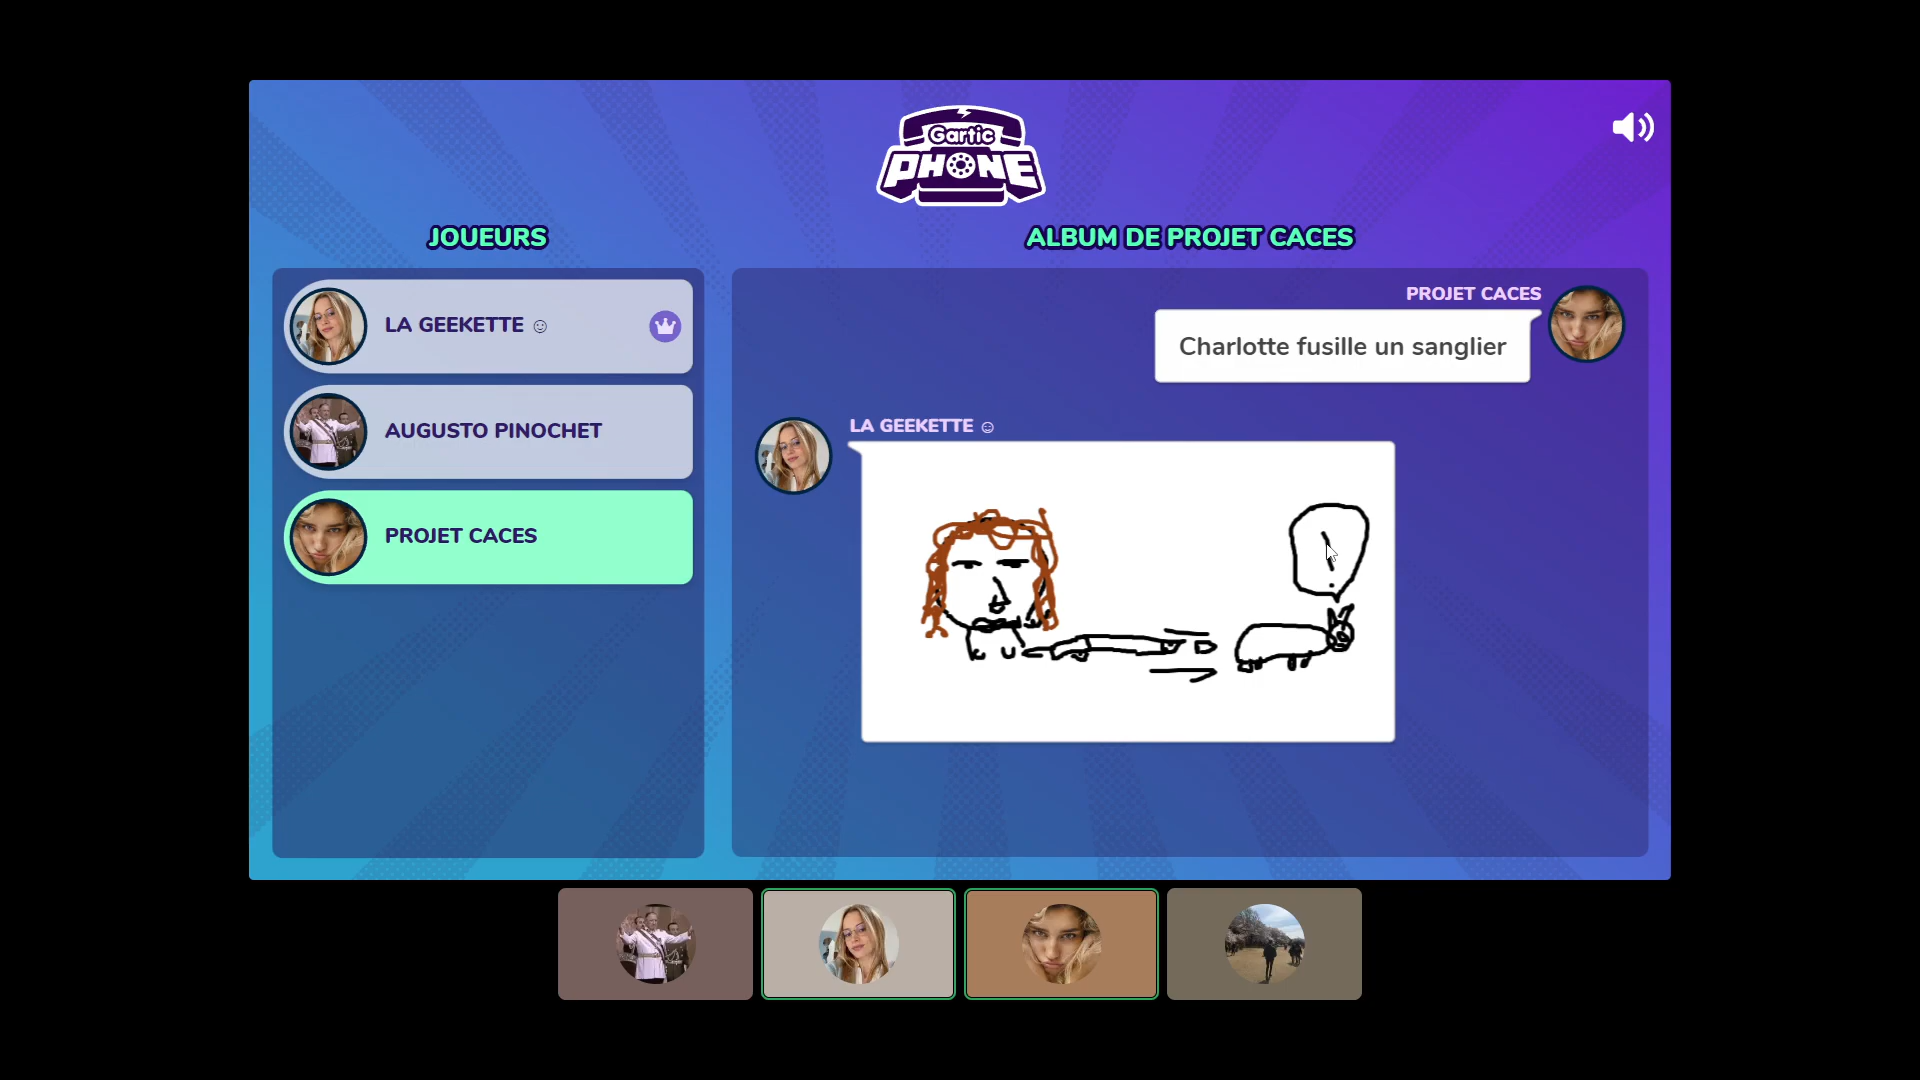 Gartic
PHONE
JOUEURS
ALBUM DE PROJET CACES
LA GEEKETTE ☺
AUGUSTO PINOCHET
PROJET CACES
PROJET CACES
Charlotte fusille un sanglier
LA GEEKETTE ☺
!